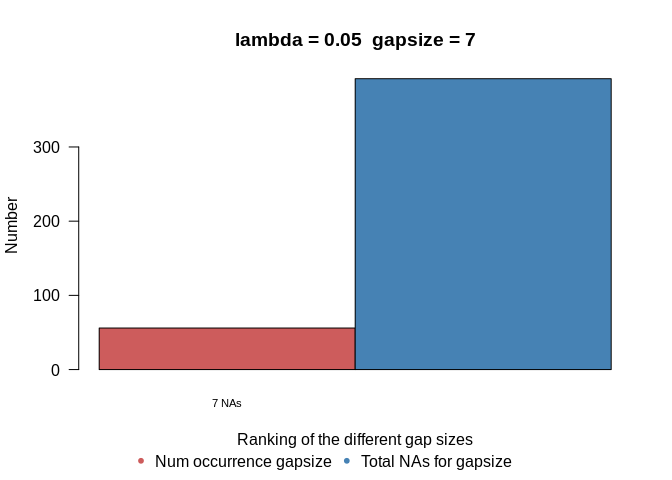 lambda = 0.05  gapsize = 7
300
200
100
0
Number
7 NAs
Ranking of the different gap sizes
Num occurrence gapsize
Total NAs for gapsize